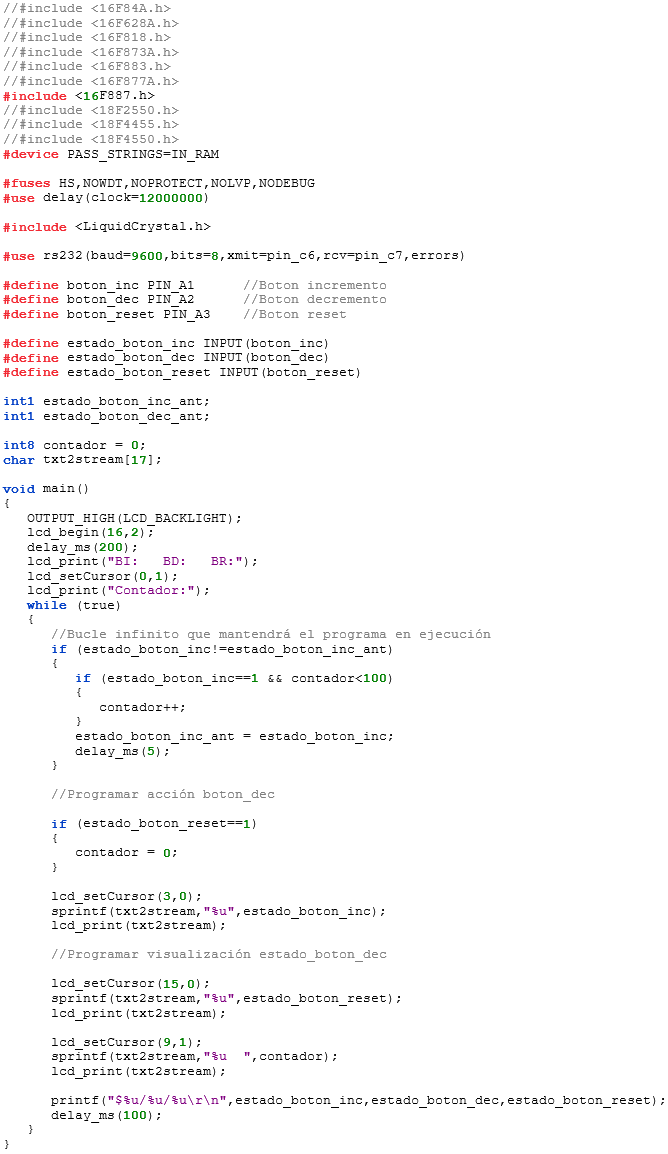 //#include <16F84A.h>
//#include <16F628A.h>
//#include <16F818.h>
//#include <16F873A.h>
//#include <16F883.h>
//#include <16F877A.h>
#include <16F887.h>
//#include <18F2550.h>
//#include <18F4455.h>
//#include <18F4550.h>
#device PASS_STRINGS=IN_RAM

#fuses HS,NOWDT,NOPROTECT,NOLVP,NODEBUG
#use delay(clock=12000000)

#include <LiquidCrystal.h>

#use rs232(baud=9600,bits=8,xmit=pin_c6,rcv=pin_c7,errors)

#define boton_inc PIN_A1      //Boton incremento
#define boton_dec PIN_A2      //Boton decremento
#define boton_reset PIN_A3    //Boton reset

#define estado_boton_inc INPUT(boton_inc)
#define estado_boton_dec INPUT(boton_dec)
#define estado_boton_reset INPUT(boton_reset)

int1 estado_boton_inc_ant;
int1 estado_boton_dec_ant;

int8 contador = 0;
char txt2stream[17];

void main()
{
   OUTPUT_HIGH(LCD_BACKLIGHT);
   lcd_begin(16,2);
   delay_ms(200);
   lcd_print("BI:   BD:   BR:");
   lcd_setCursor(0,1);
   lcd_print("Contador:");
   while (true)
   {
      //Bucle infinito que mantendrá el programa en ejecución
      if (estado_boton_inc!=estado_boton_inc_ant)
      {
         if (estado_boton_inc==1 && contador<100)
         {
            contador++;
         }
         estado_boton_inc_ant = estado_boton_inc;
         delay_ms(5);
      }

      //Programar acción boton_dec

      if (estado_boton_reset==1)
      {
         contador = 0;
      }

      lcd_setCursor(3,0);
      sprintf(txt2stream,"%u",estado_boton_inc);
      lcd_print(txt2stream);

      //Programar visualización estado_boton_dec

      lcd_setCursor(15,0);
      sprintf(txt2stream,"%u",estado_boton_reset);
      lcd_print(txt2stream);

      lcd_setCursor(9,1);
      sprintf(txt2stream,"%u  ",contador);
      lcd_print(txt2stream);

      printf("$%u/%u/%u\r\n",estado_boton_inc,estado_boton_dec,estado_boton_reset);
      delay_ms(100);
   }
}